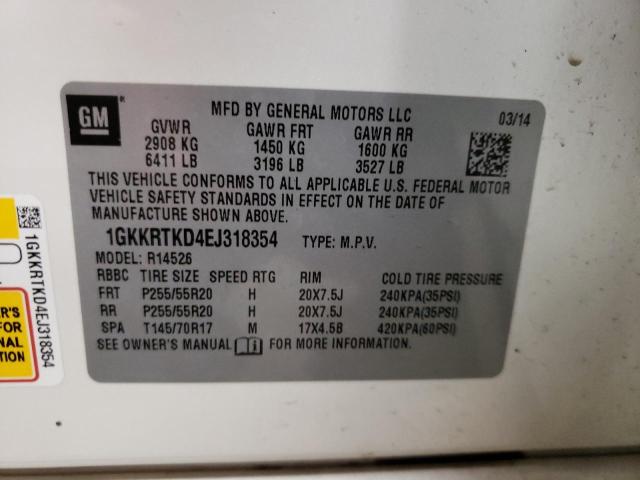 GM
MFD BY GENERAL MOTORS LLC
03/14
GVWR GAWR FRT GAWR RR
2908 KG 1450 KG 1600 KG
6411 LB 3196 LB 3527 LB
THIS VEHICLE CONFORMS TO ALL APPLICABLE U.S. FEDERAL MOTOR
VEHICLE SAFETY STANDARDS IN EFFECT ON THE DATE OF
MANUFACTURE SHOWN ABOVE.
1GKKRTKD4EJ318354 TYPE: M.P.V.
MODEL: R14526
RBBC TIRE SIZE SPEED RTG RIM COLD TIRE PRESSURE
FRT P255/55R20 H 20X7.5J 240KPA(35PSI)
RR P255/55R20 H 20X7.5J 240KPA(35PSI)
SPA T145/70R17 M 17X4.5B 420KPA(60PSI)
SEE OWNER'S MANUAL FOR MORE INFORMATION.
1GKKRTKD4EJ318354
FOR